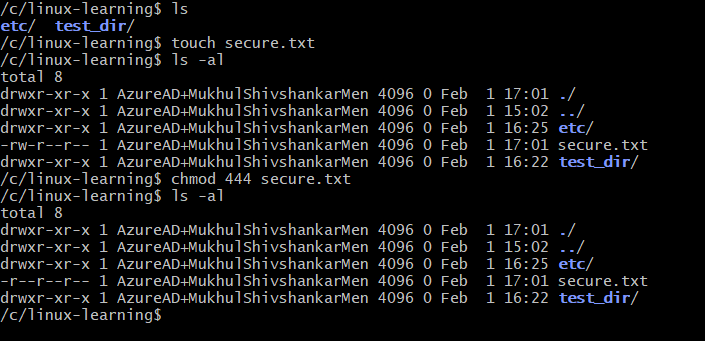 /c/linux-learning$ ls
etc/  test_dir/
/c/linux-learning$ touch secure.txt
/c/linux-learning$ ls -al
total 8
drwxr-xr-x 1 AzureAD+MukhulShivshankarMen 4096 0 Feb  1 17:01 ./
drwxr-xr-x 1 AzureAD+MukhulShivshankarMen 4096 0 Feb  1 15:02 ../
drwxr-xr-x 1 AzureAD+MukhulShivshankarMen 4096 0 Feb  1 16:25 etc/
-rw-r--r-- 1 AzureAD+MukhulShivshankarMen 4096 0 Feb  1 17:01 secure.txt
drwxr-xr-x 1 AzureAD+MukhulShivshankarMen 4096 0 Feb  1 16:22 test_dir/
/c/linux-learning$ chmod 444 secure.txt
/c/linux-learning$ ls -al
total 8
drwxr-xr-x 1 AzureAD+MukhulShivshankarMen 4096 0 Feb  1 17:01 ./
drwxr-xr-x 1 AzureAD+MukhulShivshankarMen 4096 0 Feb  1 15:02 ../
drwxr-xr-x 1 AzureAD+MukhulShivshankarMen 4096 0 Feb  1 16:25 etc/
-r--r--r-- 1 AzureAD+MukhulShivshankarMen 4096 0 Feb  1 17:01 secure.txt
drwxr-xr-x 1 AzureAD+MukhulShivshankarMen 4096 0 Feb  1 16:22 test_dir/
/c/linux-learning$